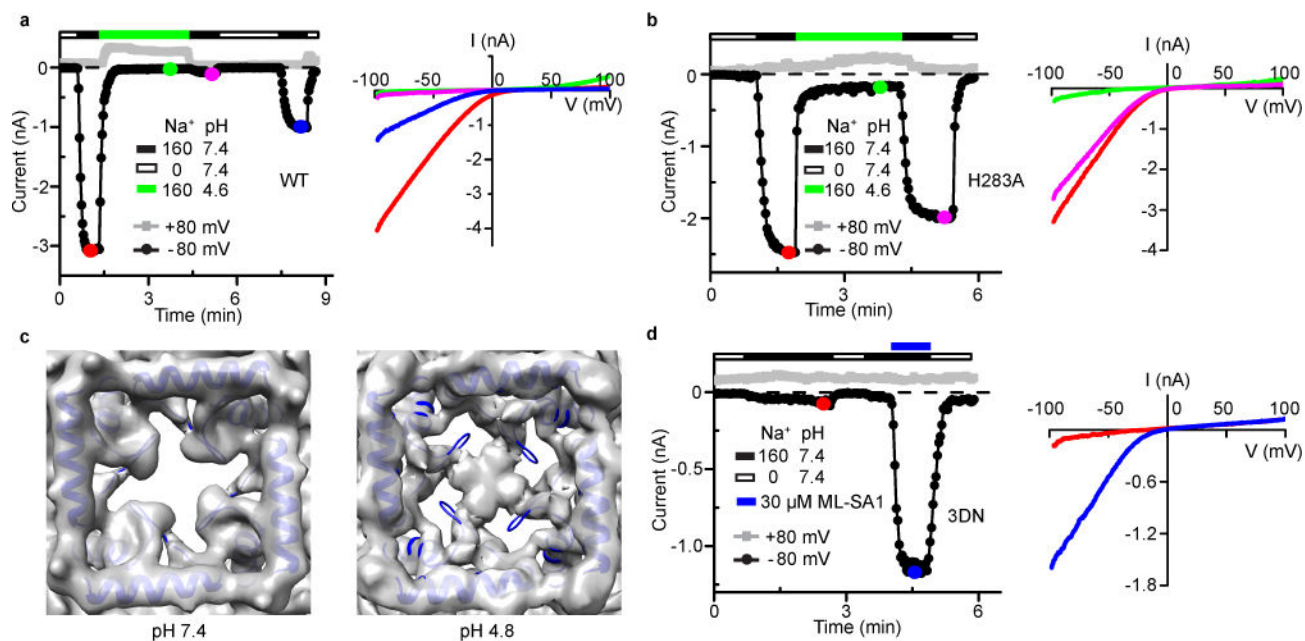 a
0
-1
-2
-3
Current (nA)
0
3
6
9
Time (min)
Na⁺ pH
160 7.4
0 7.4
160 4.6
WT
+80 mV
-80 mV
I (nA)
-100
-50
0
50
100
V (mV)
-1
-2
-3
-4
b
0
-1
-2
Current (nA)
0
3
6
Time (min)
Na⁺ pH
160 7.4
0 7.4
160 4.6
H283A
+80 mV
-80 mV
I (nA)
-100
-50
0
50
100
V (mV)
-1
-2
-3
-4
c
pH 7.4
pH 4.8
d
0.0
-0.5
-1.0
Current (nA)
0
3
6
Time (min)
Na⁺ pH
160 7.4
0 7.4
30 µM ML-SA1
3DN
+80 mV
-80 mV
I (nA)
-100
-50
0
50
100
V (mV)
-0.6
-1.2
-1.8